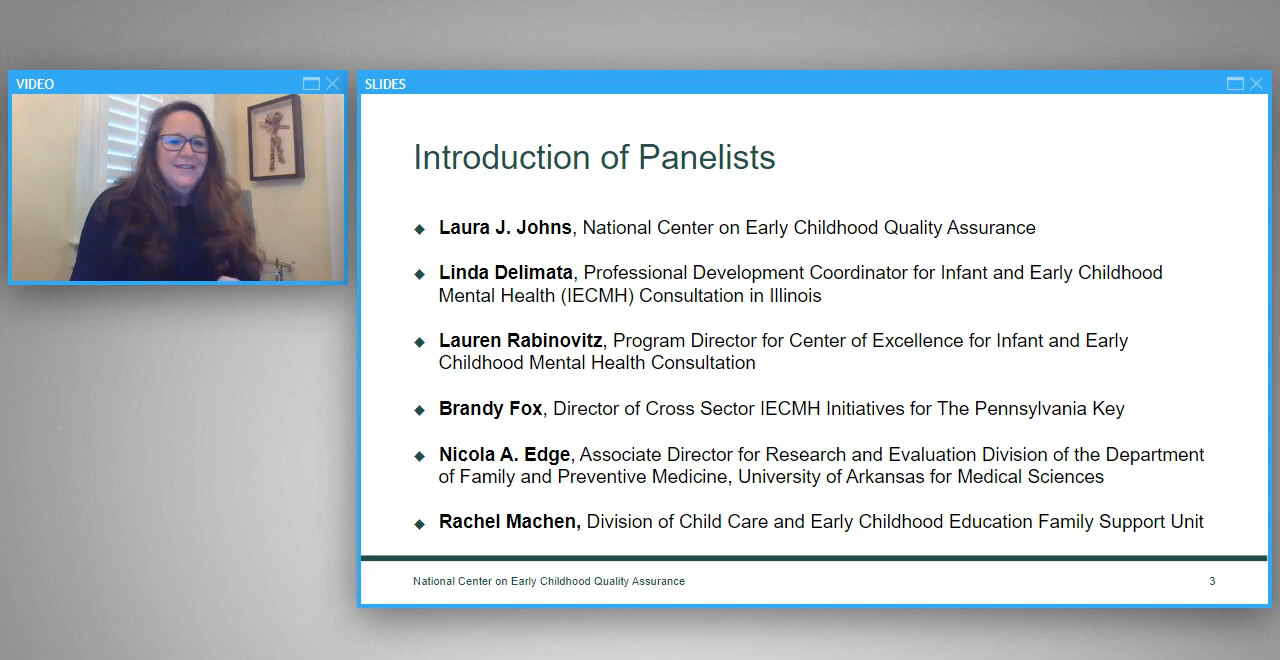 VIDEO
SLIDES
Introduction of Panelists
Laura J. Johns, National Center on Early Childhood Quality Assurance
Linda Delimata, Professional Development Coordinator for Infant and Early Childhood
Mental Health (IECMH) Consultation in Illinois
Lauren Rabinovitz, Program Director for Center of Excellence for Infant and Early
Childhood Mental Health Consultation
Brandy Fox, Director of Cross Sector IECMH Initiatives for The Pennsylvania Key
Nicola A. Edge, Associate Director for Research and Evaluation Division of the Department
of Family and Preventive Medicine, University of Arkansas for Medical Sciences
Rachel Machen, Division of Child Care and Early Childhood Education Family Support Unit
National Center on Early Childhood Quality Assurance
3